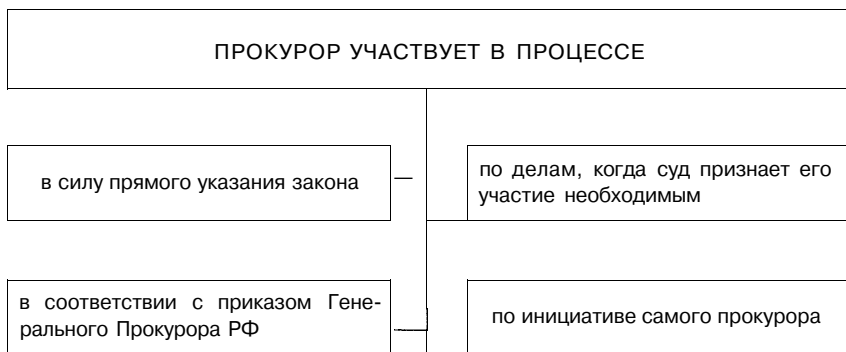 ПРОКУРОР УЧАСТВУЕТ В ПРОЦЕССЕ
в силу прямого указания закона
по делам, когда суд признает его
участие необходимым
в соответствии с приказом Гене-
рального Прокурора РФ
по инициативе самого прокурора